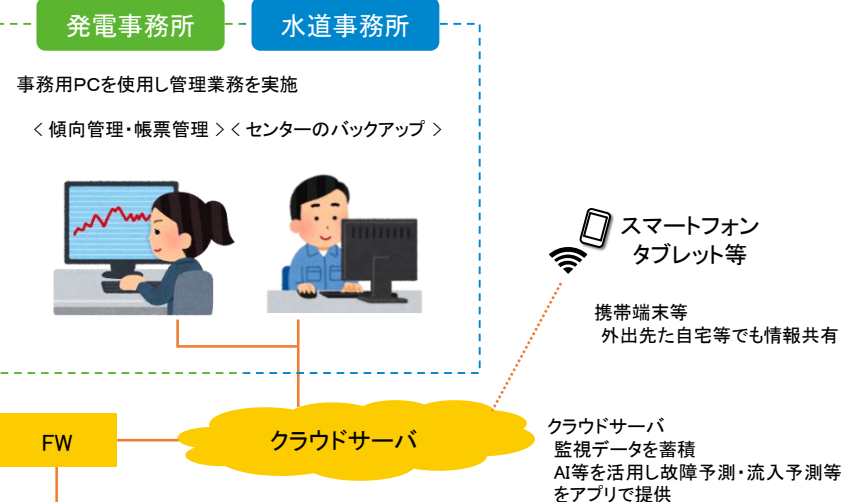 発電事務所
水道事務所
事務用PCを使用し管理業務を実施
＜傾向管理・帳票管理＞＜センターのバックアップ＞
スマートフォン
タブレット等
携帯端末等
外出先た自宅等でも情報共有
FW
クラウドサーバ
クラウドサーバ
監視データを蓄積
AI等を活用し故障予測・流入予測等
をアプリで提供